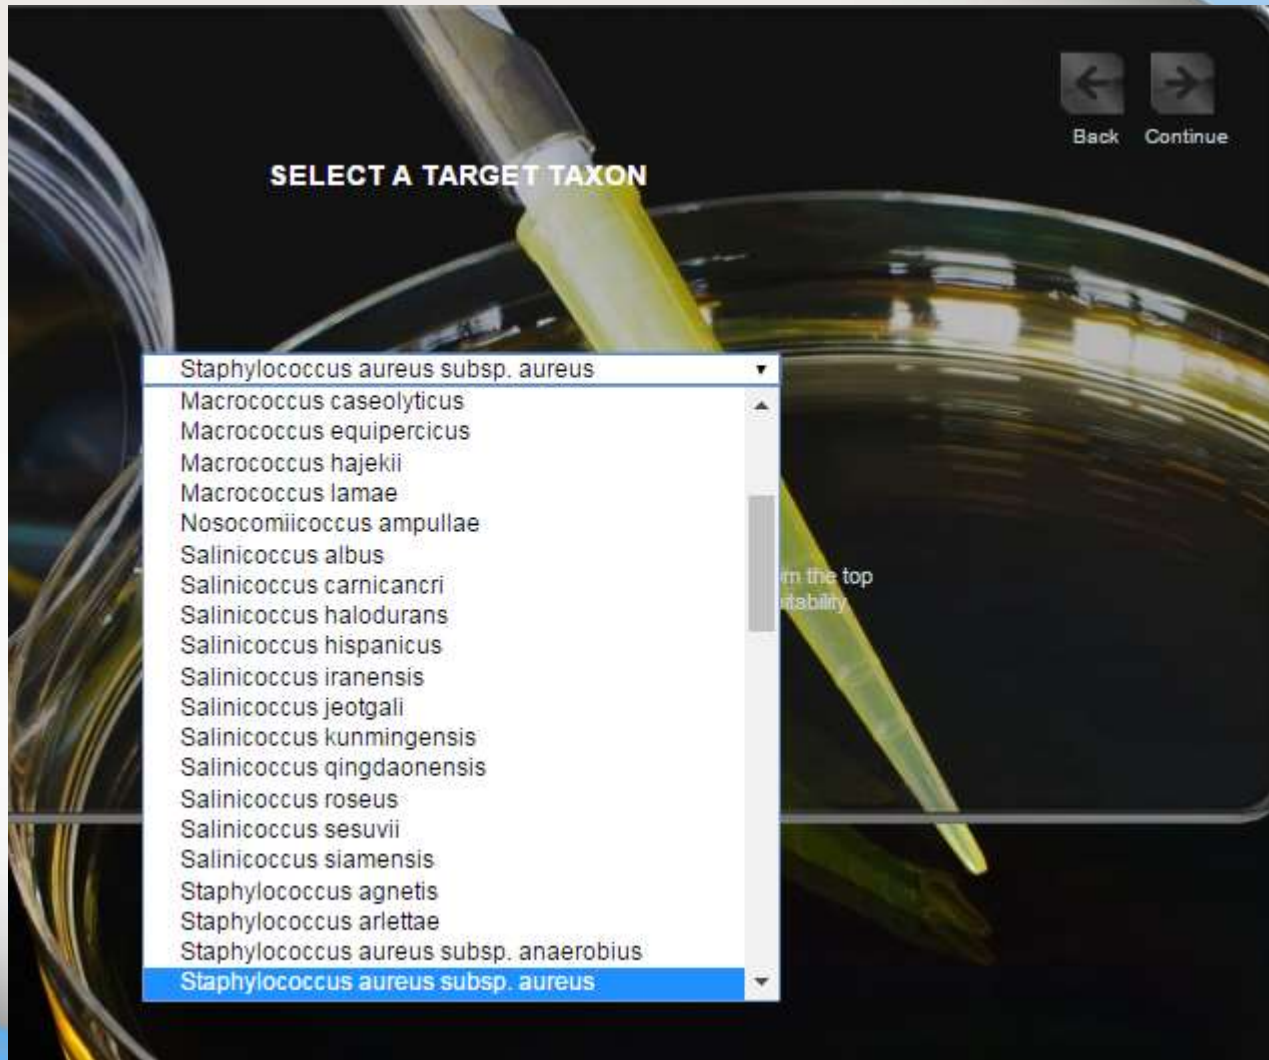 Back Continue
SELECT A TARGET TAXON
Staphylococcus aureus subsp. aureus
Macrococcus caseolyticus
Macrococcus equipercicus
Macrococcus hajekii
Macrococcus lamae
Nosocomiicoccus ampullae
Salinicoccus albus
Salinicoccus carnicancri
Salinicoccus halodurans
Salinicoccus hispanicus
Salinicoccus iranensis
Salinicoccus jeotgali
Salinicoccus kunmingensis
Salinicoccus qingdaonensis
Salinicoccus roseus
Salinicoccus sesuvii
Salinicoccus siamensis
Staphylococcus agnetis
Staphylococcus arlettae
Staphylococcus aureus subsp. anaerobius
Staphylococcus aureus subsp. aureus
the top